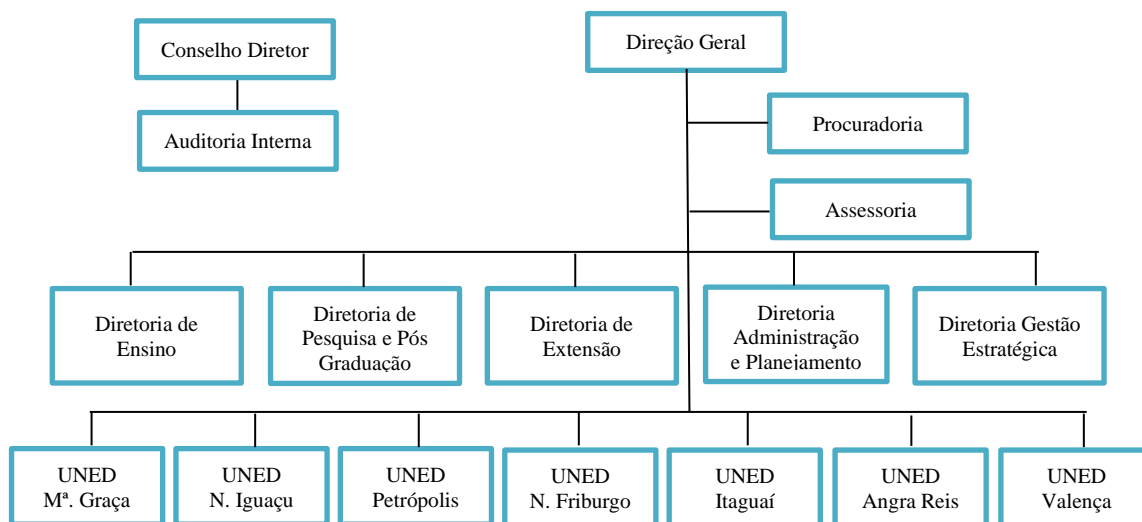 Conselho Diretor
Direção Geral
Auditoria Interna
Procuradoria
Assessoria
Diretoria de
Ensino
Diretoria de
Pesquisa e Pós
Graduação
Diretoria de
Extensão
Diretoria
Administração
e Planejamento
Diretoria Gestão
Estratégica
UNED
Mª. Graça
UNED
N. Iguaçu
UNED
Petrópolis
UNED
N. Friburgo
UNED
Itaguaí
UNED
Angra Reis
UNED
Valença